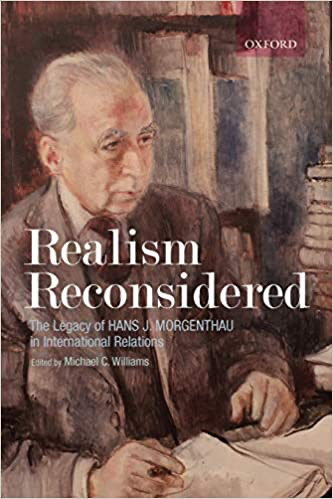 OXFORD
Realism
Reconsidered
The Legacy of HANS J. MORGENTHAU
in International Relations
Edited by Michael C. Williams